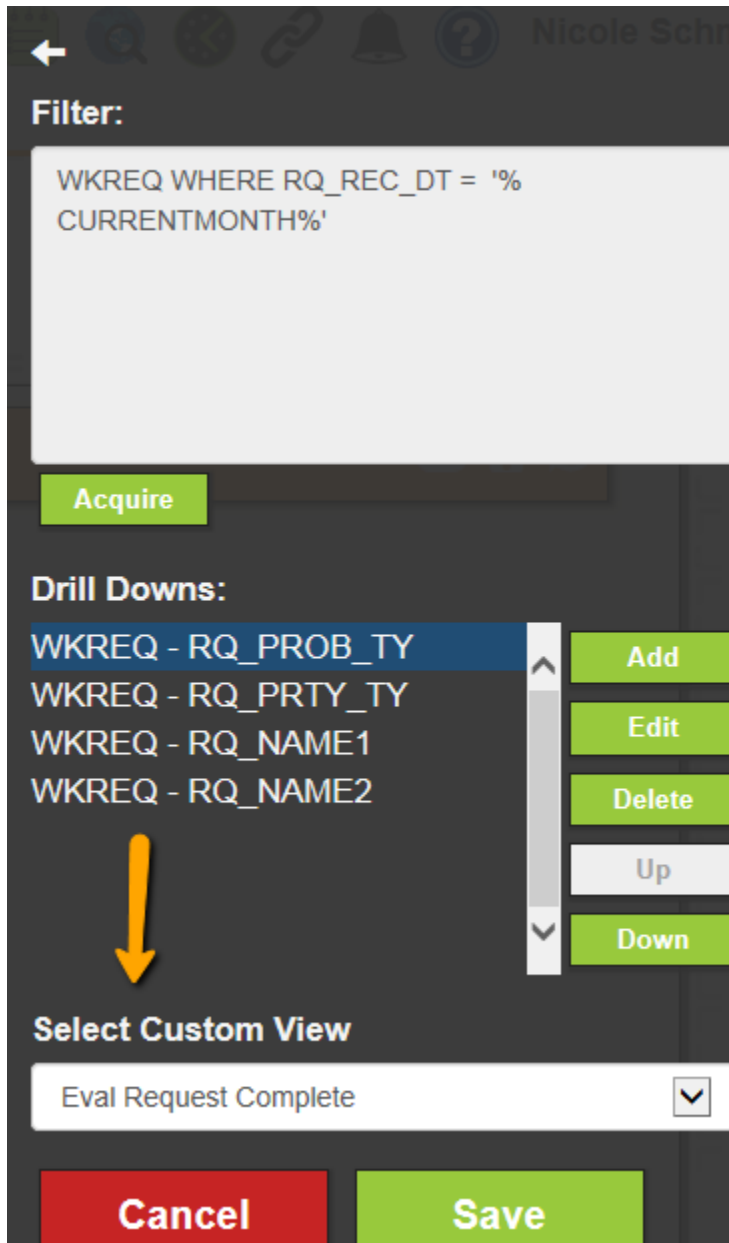 Nicole Schr
Filter:
WKREQ WHERE RQ_REC_DT = '%
CURRENTMONTH%'
Acquire
Drill Downs:
WKREQ - RQ_PROB_TY
WKREQ - RQ_PRTY_TY
WKREQ - RQ_NAME1
WKREQ - RQ_NAME2
Add
Edit
Delete
Up
Down
Select Custom View
Eval Request Complete
Cancel
Save